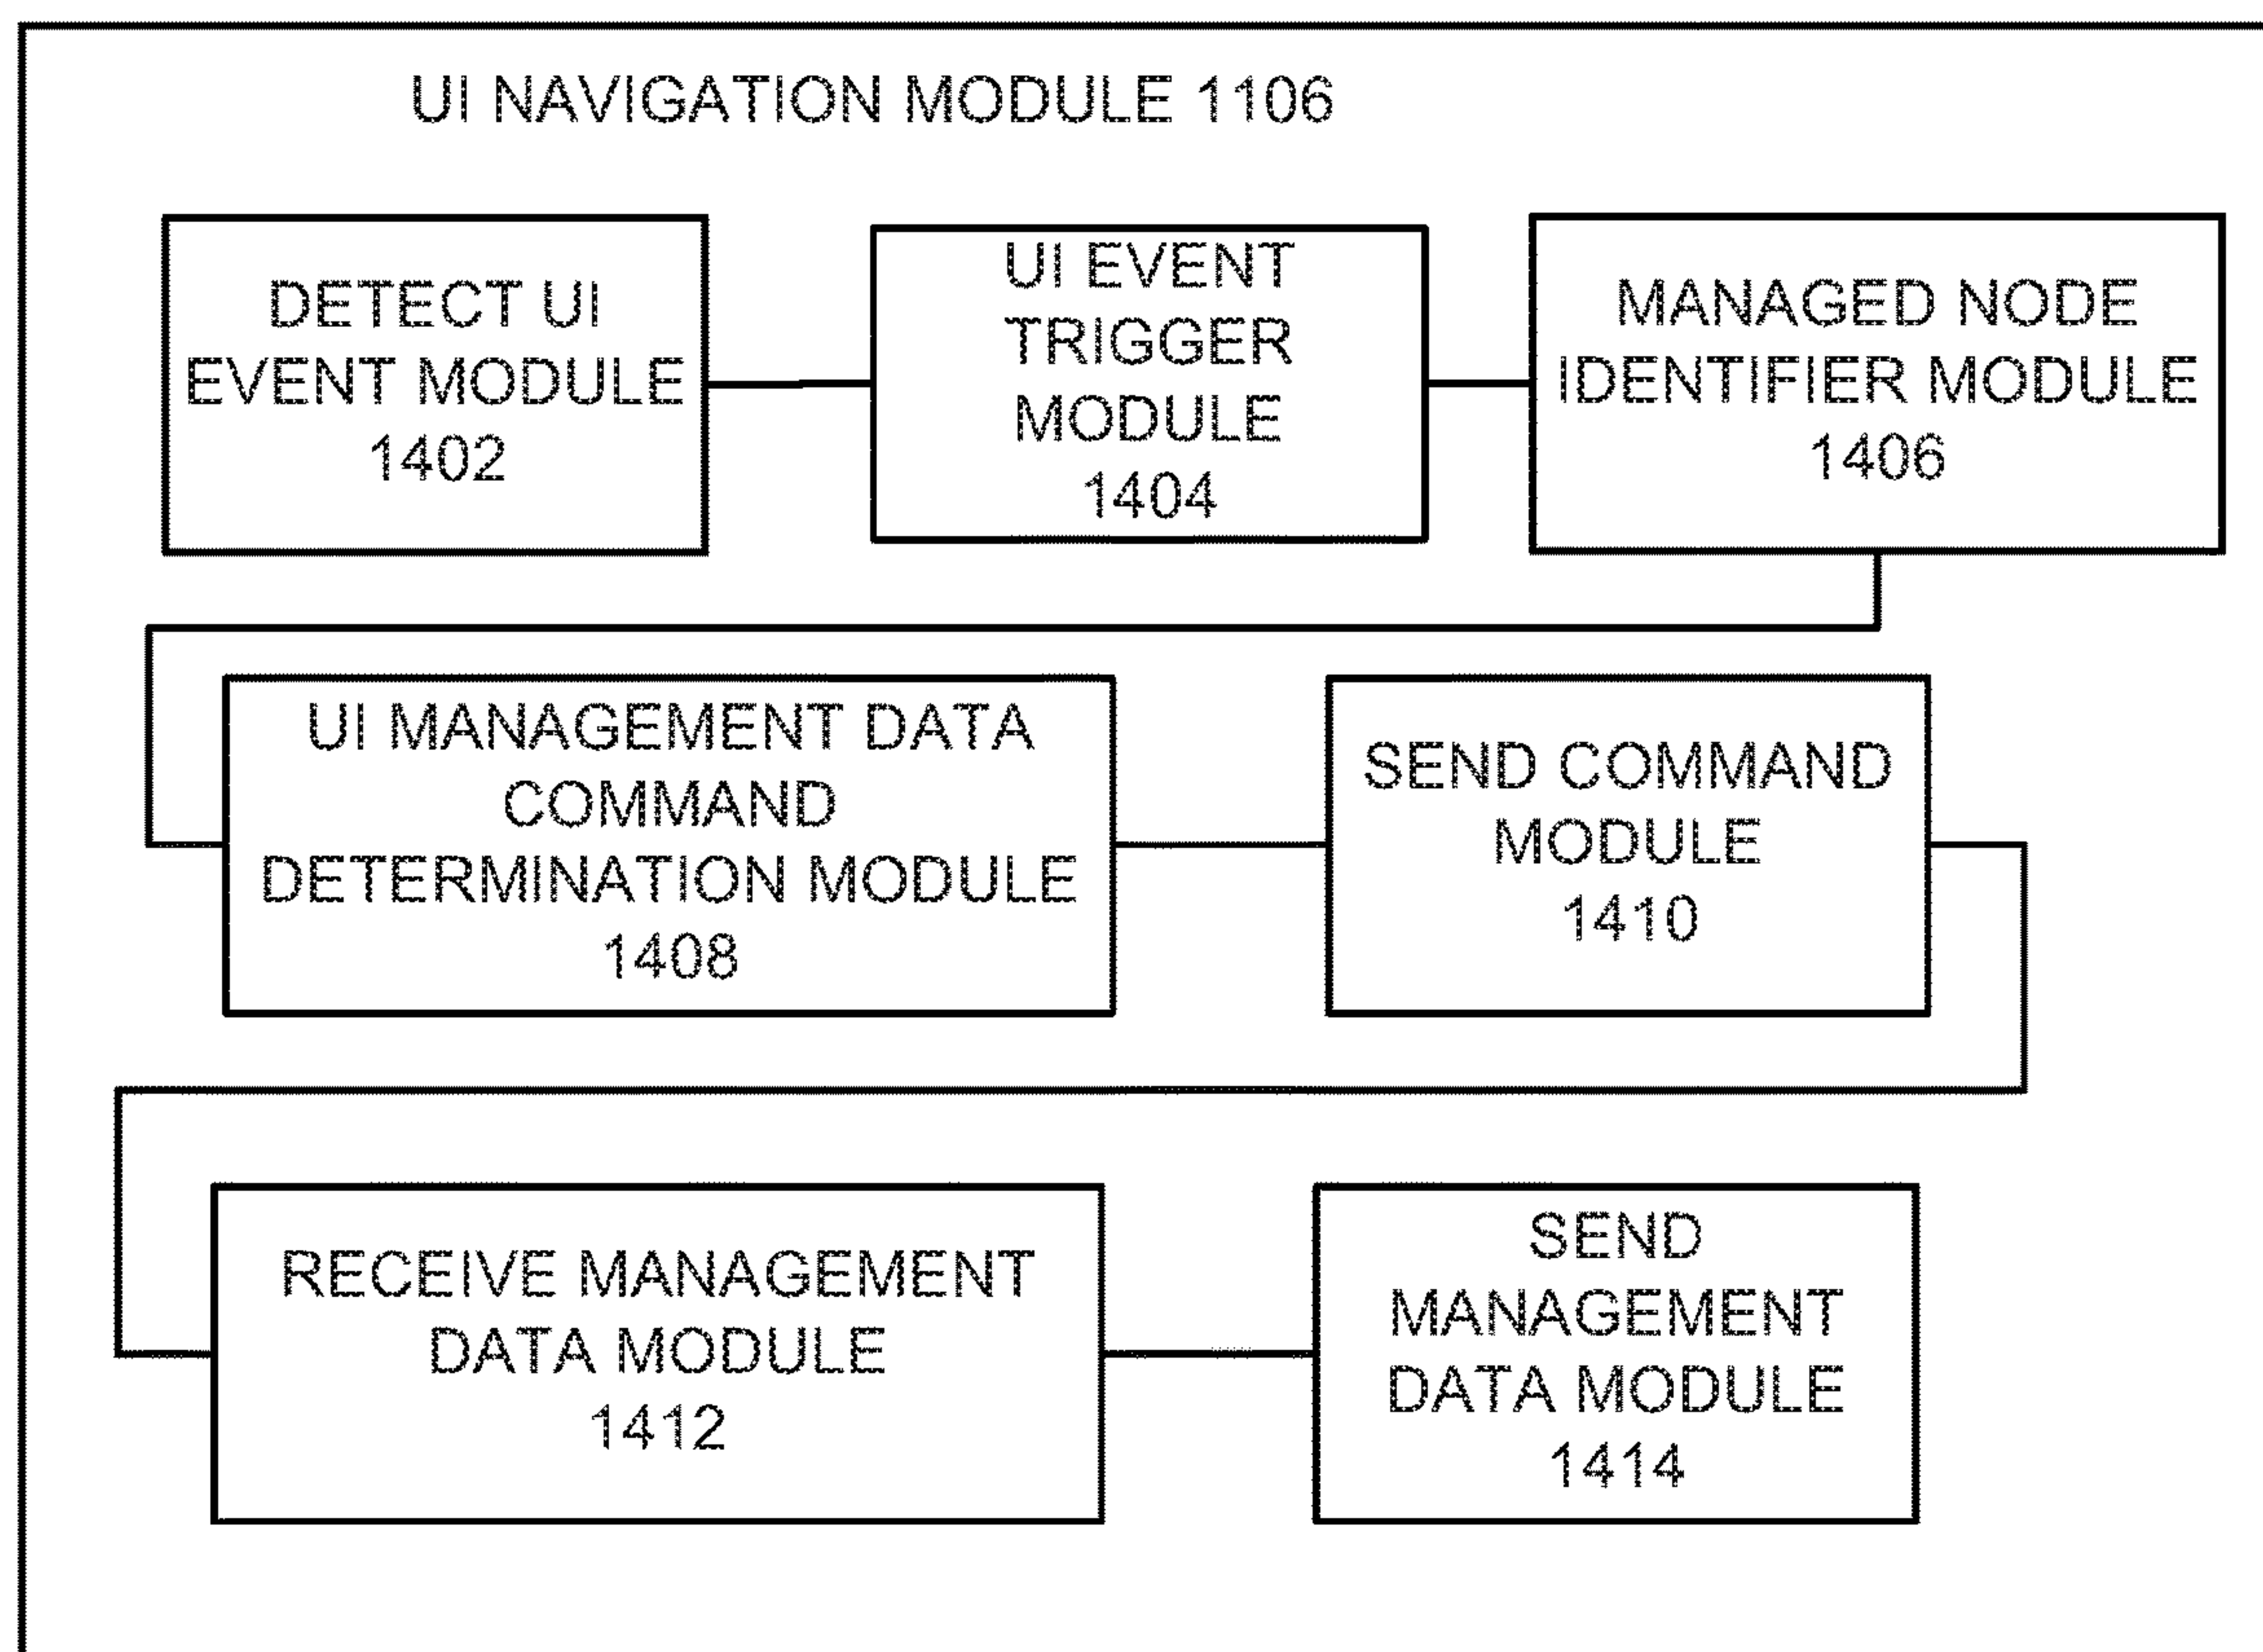 UI NAVIGATION MODULE 1106
DETECT UI
EVENT MODULE
1402
UI EVENT
TRIGGER
MODULE
1404
MANAGED NODE
IDENTIFIER MODULE
1406
UI MANAGEMENT DATA
COMMAND
DETERMINATION MODULE
1408
SEND COMMAND
MODULE
1410
RECEIVE MANAGEMENT
DATA MODULE
1412
SEND
MANAGEMENT
DATA MODULE
1414